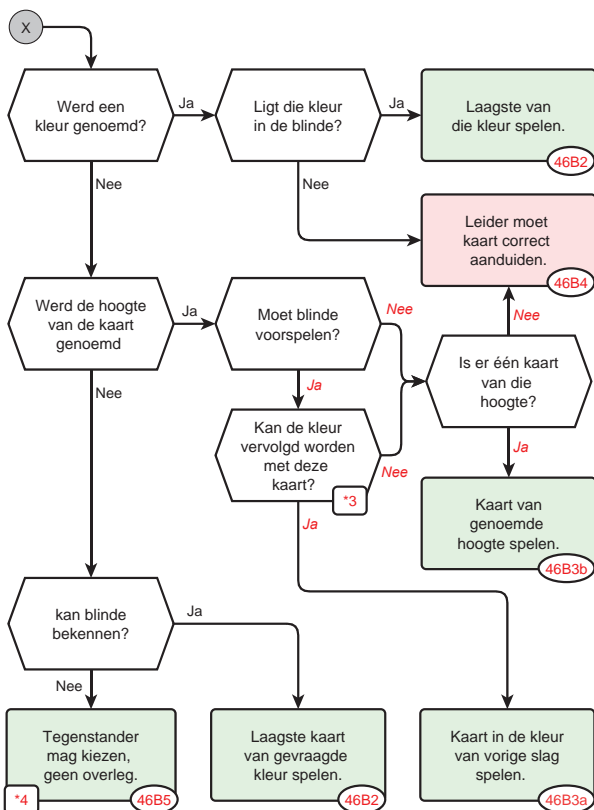 X
Werd een
kleur genoemd?
Ja
Ligt die kleur
in de blinde?
Ja
Laagste van
die kleur spelen.
46B2
Nee
Nee
Leider moet
kaart correct
aanduiden.
46B4
Werd de hoogte
van de kaart
genoemd
Ja
Moet blinde
voorspelen?
Nee
Nee
Is er één kaart
van die
hoogte?
Nee
Ja
Kan de kleur
vervolgd worden
met deze
kaart?
*3
Nee
Ja
Ja
Kaart van
genoemde
hoogte spelen.
46B3b
kan blinde
bekennen?
Ja
Nee
Tegenstander
mag kiezen,
geen overleg.
*4
46B5
Laagste kaart
van gevraagde
kleur spelen.
46B2
Kaart in de kleur
van vorige slag
spelen.
46B3a